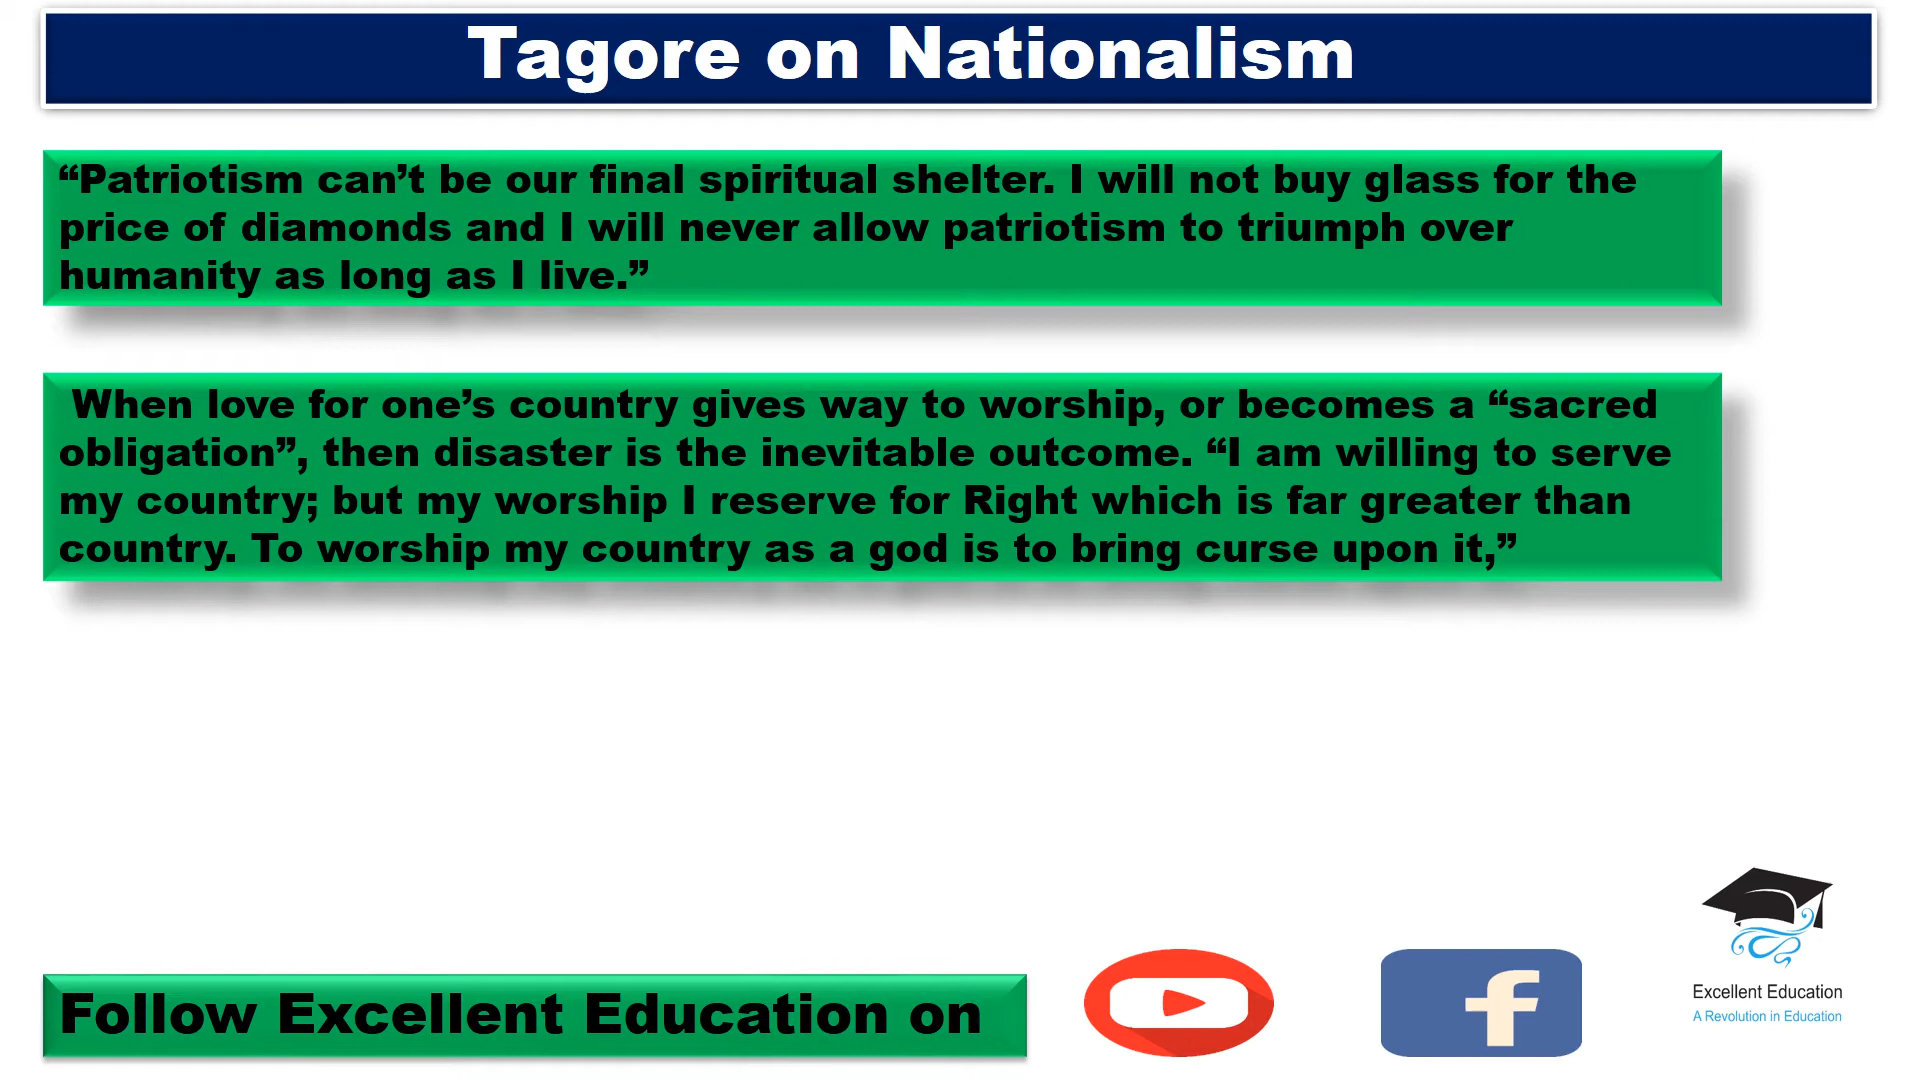 Tagore on Nationalism
“Patriotism can’t be our final spiritual shelter. I will not buy glass for the
price of diamonds and I will never allow patriotism to triumph over
humanity as long as I live.”
When love for one’s country gives way to worship, or becomes a “sacred
obligation”, then disaster is the inevitable outcome. “I am willing to serve
my country; but my worship I reserve for Right which is far greater than
country. To worship my country as a god is to bring curse upon it,”
Follow Excellent Education on
f
Excellent Education
A Revolution in Education